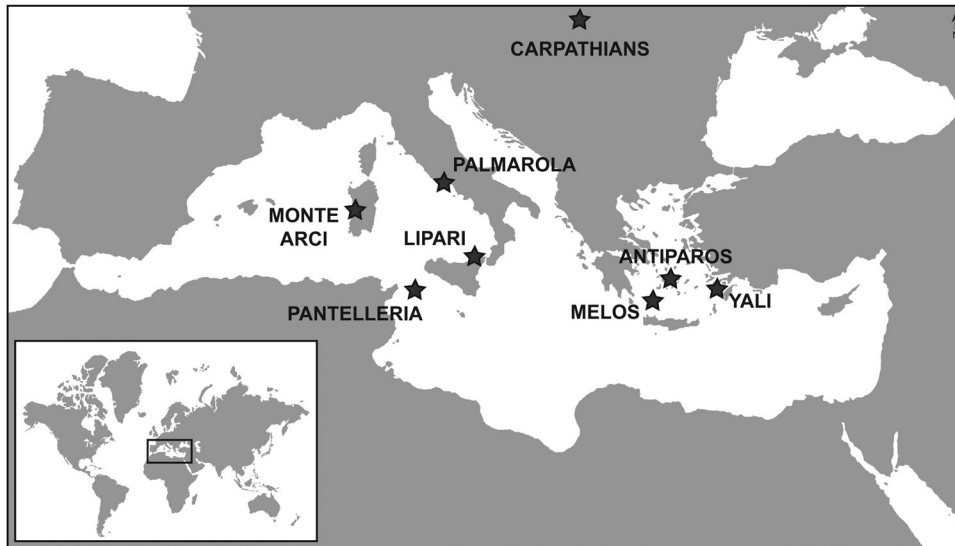 CARPATHIANS
PALMAROLA
MONTE
ARCI
LIPARI
ANTIPAROS
PANTELLERIA
MELOS
YALI